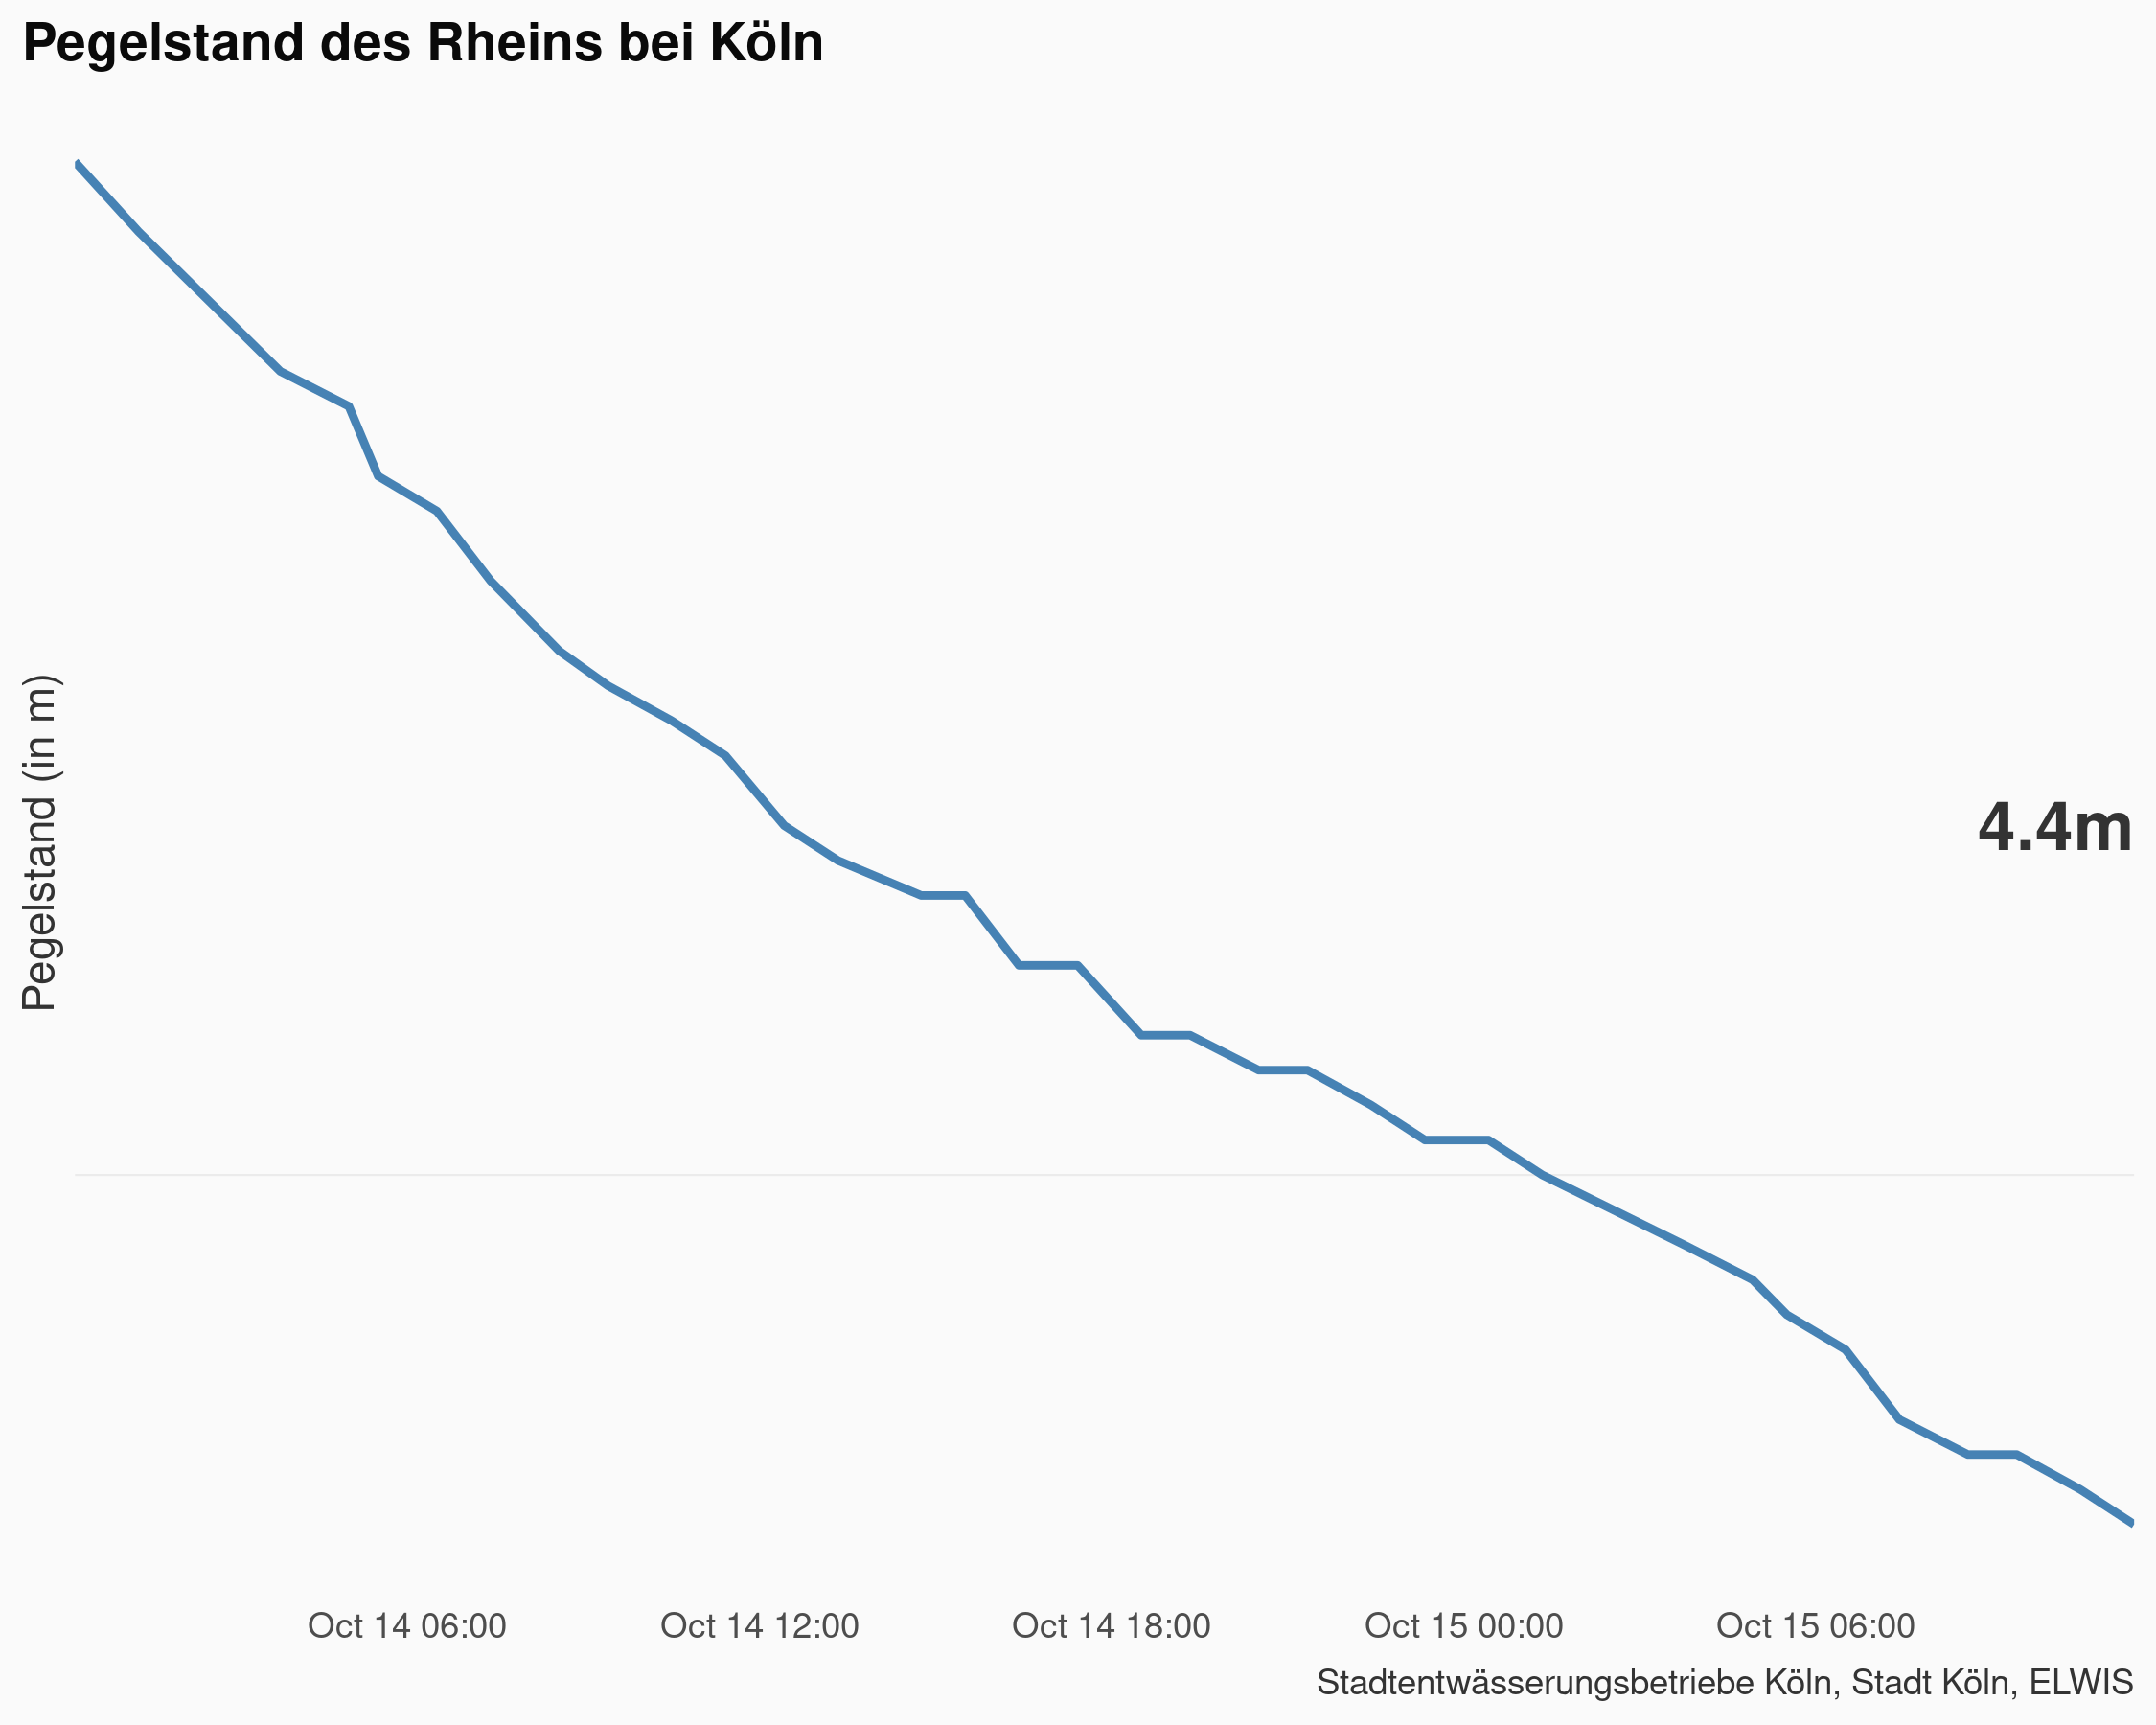 Pegelstand des Rheins bei Köln
Pegelstand (in m)
4.4m
Oct 14 06:00 Oct 14 12:00 Oct 14 18:00 Oct 15 00:00 Oct 15 06:00
Stadtentwässerungsbetriebe Köln, Stadt Köln, ELWIS